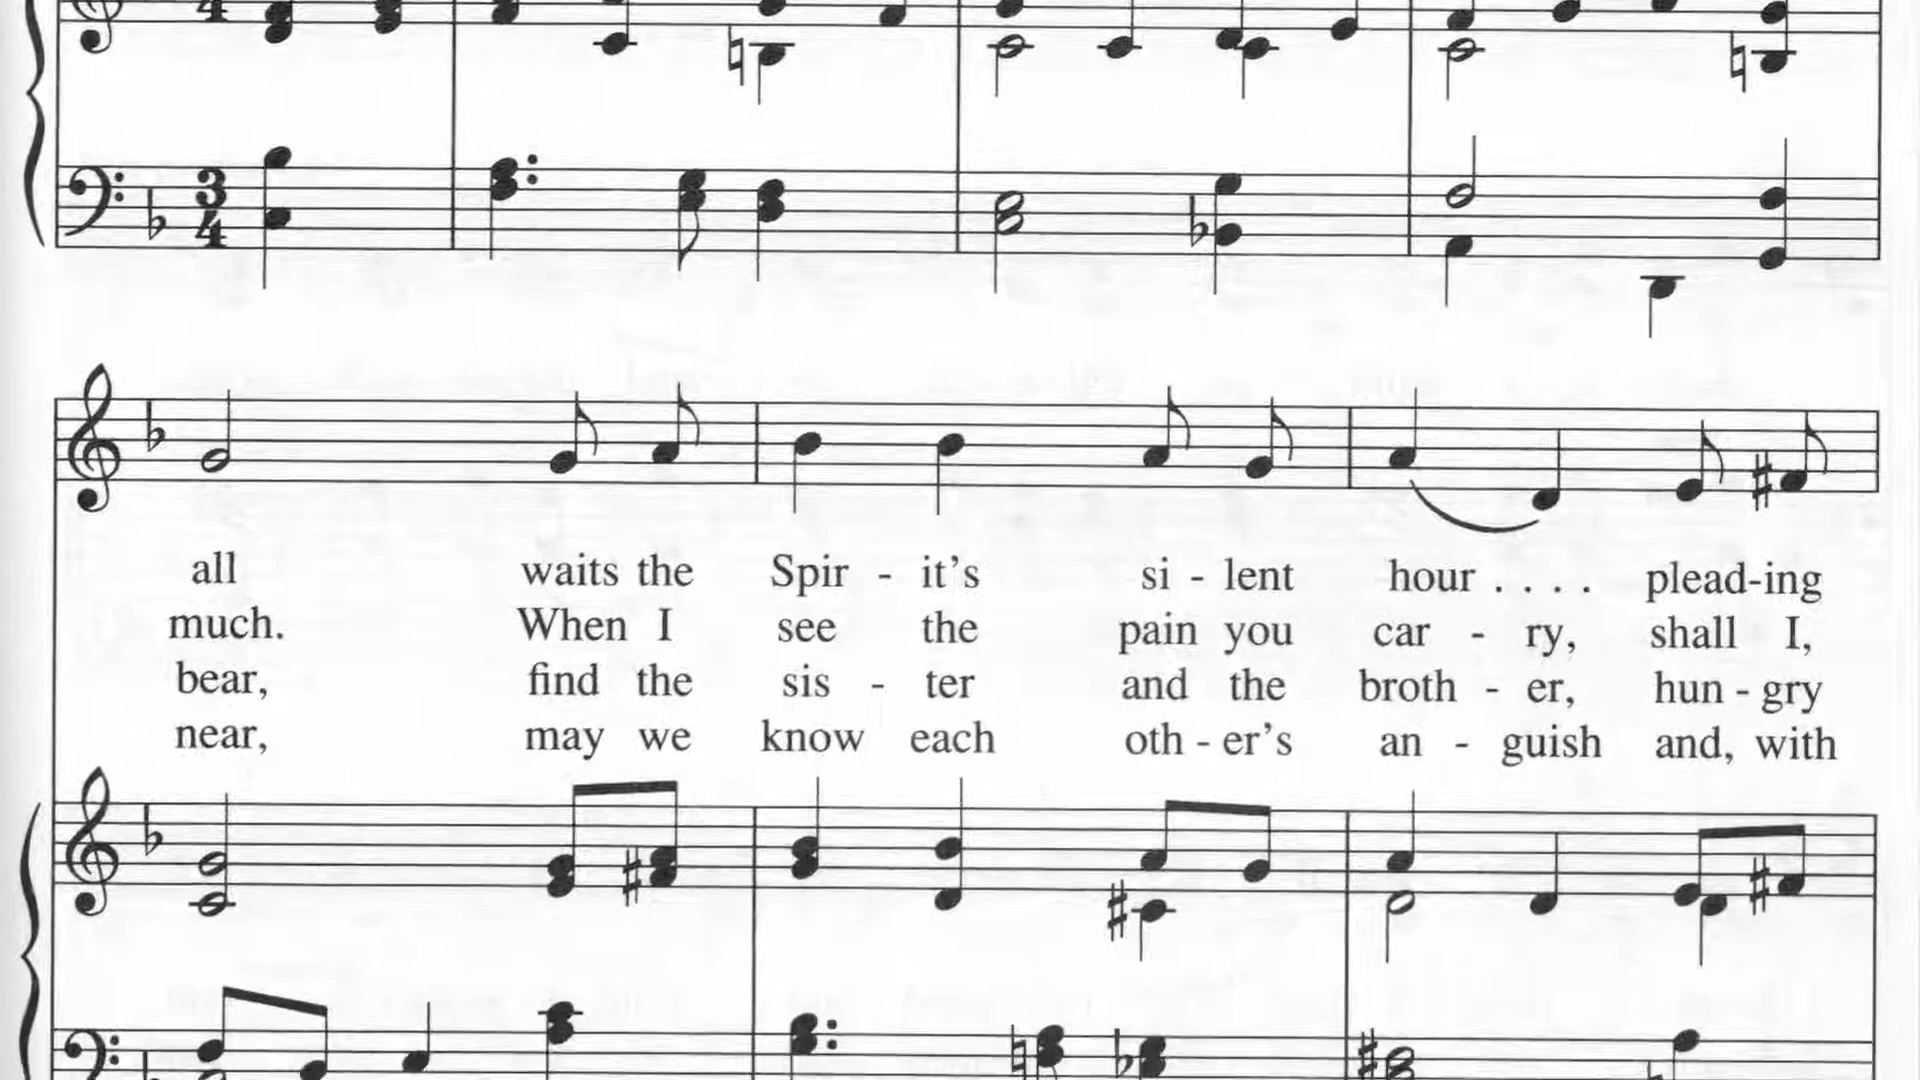 3
4
all waits the Spir - it's si - lent hour . . . . plead-ing
much. When I see the pain you car - ry, shall I,
bear, find the sis - ter and the broth - er, hun - gry
near, may we know each oth - er's an - guish and, with